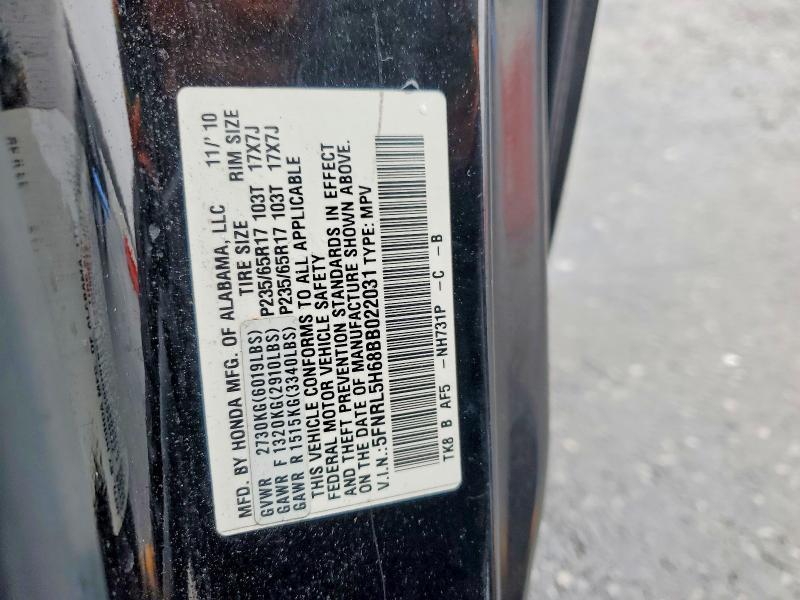 MFD. BY HONDA MFG. OF ALABAMA, LLC 11/'10
TIRE SIZE RIM SIZE
GVWR 2730KG(6019LBS)
GAWR F 1320KG(2910LBS) P235/65R17 103T 17X7J
GAWR R 1515KG(3340LBS) P235/65R17 103T 17X7J
THIS VEHICLE CONFORMS TO ALL APPLICABLE
FEDERAL MOTOR VEHICLE SAFETY
AND THEFT PREVENTION STANDARDS IN EFFECT
ON THE DATE OF MANUFACTURE SHOWN ABOVE.
V.I.N.:5FNRL5H68BB022031 TYPE: MPV
TK8 B AF5 -NH731P -C -B